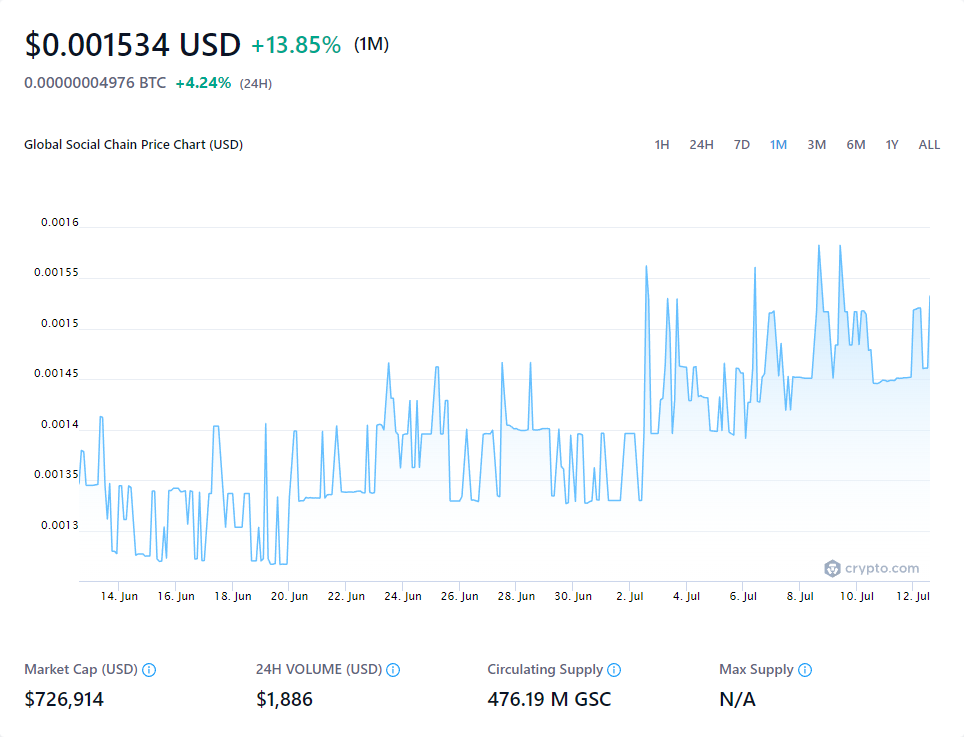 $0.001534 USD +13.85% (1M)
0.00000004976 BTC +4.24% (24H)
Global Social Chain Price Chart (USD) 1H 24H 7D 1M 3M 6M 1Y ALL
0.0016
0.00155
0.0015
0.00145
0.0014
0.00135
0.0013
crypto.com
14. Jun 16. Jun 18. Jun 20. Jun 22. Jun 24. Jun 26. Jun 28. Jun 30. Jun 2. Jul 4. Jul 6. Jul 8. Jul 10. Jul 12. Jul
Market Cap (USD) 24H VOLUME (USD) Circulating Supply Max Supply
$726,914 $1,886 476.19 M GSC N/A